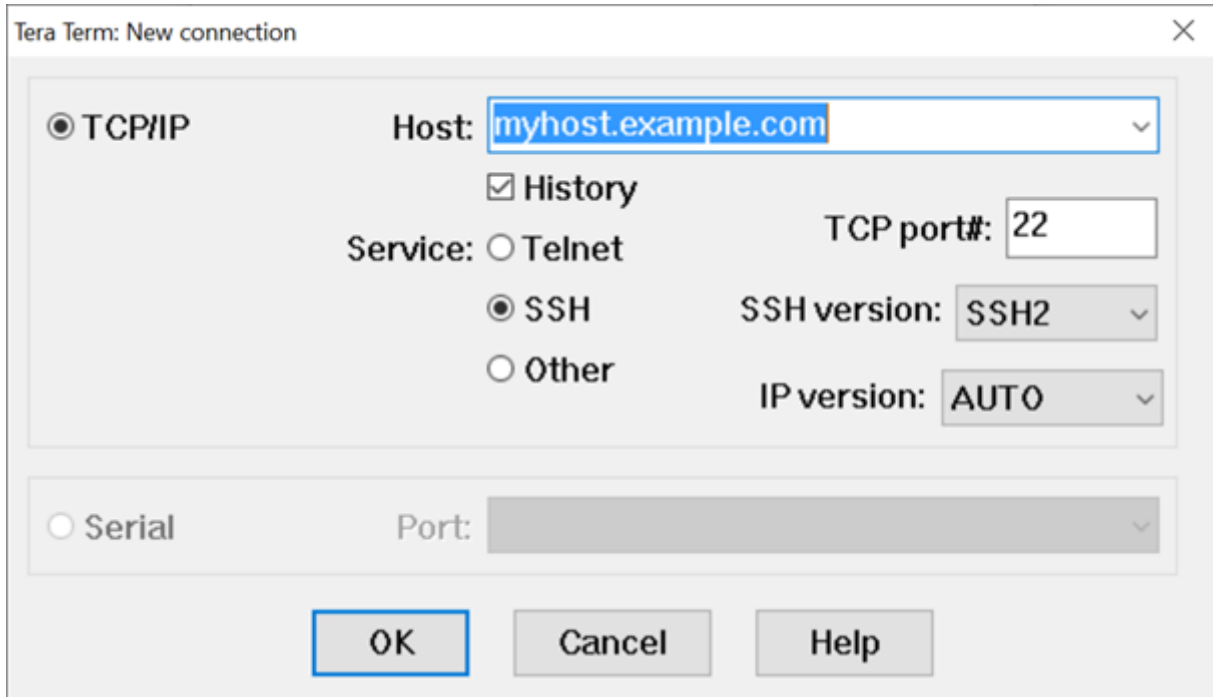 Tera Term: New connection
TCP/IP
Host: myhost.example.com
History
TCP port#: 22
Service: Telnet
SSH
SSH version: SSH2
Other
IP version: AUTO
Serial
Port:
OK
Cancel
Help